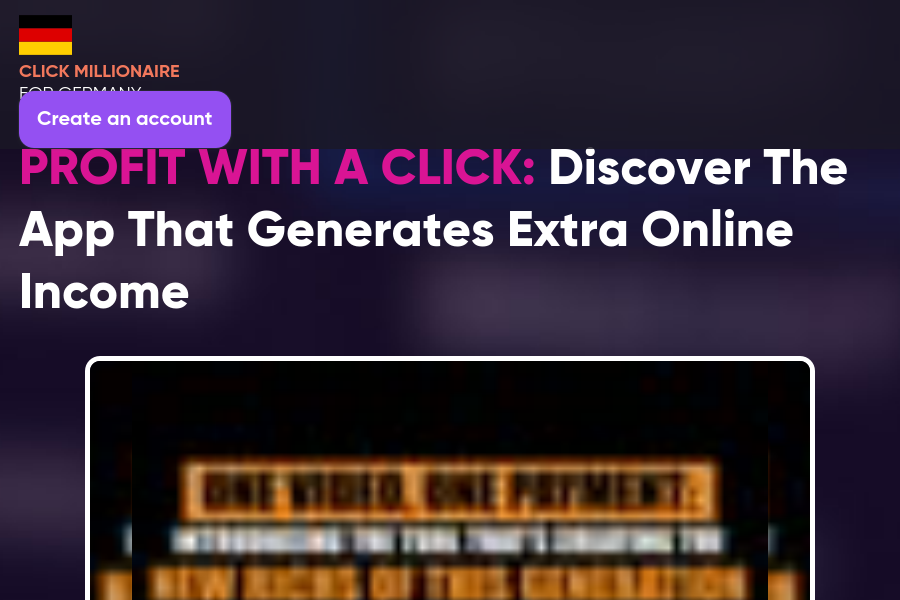 CLICK MILLIONAIRE
FOR GERMANY
Create an account
PROFIT WITH A CLICK: Discover The
App That Generates Extra Online
Income
ONE VIDEO, ONE PAYMENT:
INTRODUCING THE TOOL THAT'S CREATING THE
NEW RICHS OF THIS GENERATION